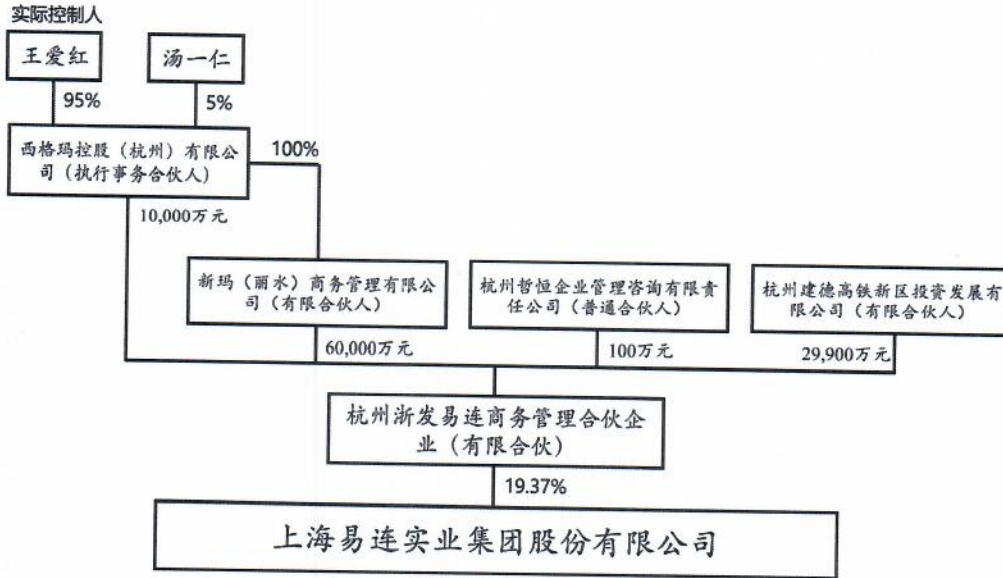 实际控制人
王爱红
汤一仁
95%
5%
西格玛控股（杭州）有限公
司（执行事务合伙人）
100%
10,000万元
新玛（丽水）商务管理有限公
司（有限合伙人）
杭州哲恒企业管理咨询有限责
任公司（普通合伙人）
杭州建德高铁新区投资发展有
限公司（有限合伙人）
60,000万元
100万元
29,900万元
杭州浙发易连商务管理合伙企
业（有限合伙）
19.37%
上海易连实业集团股份有限公司